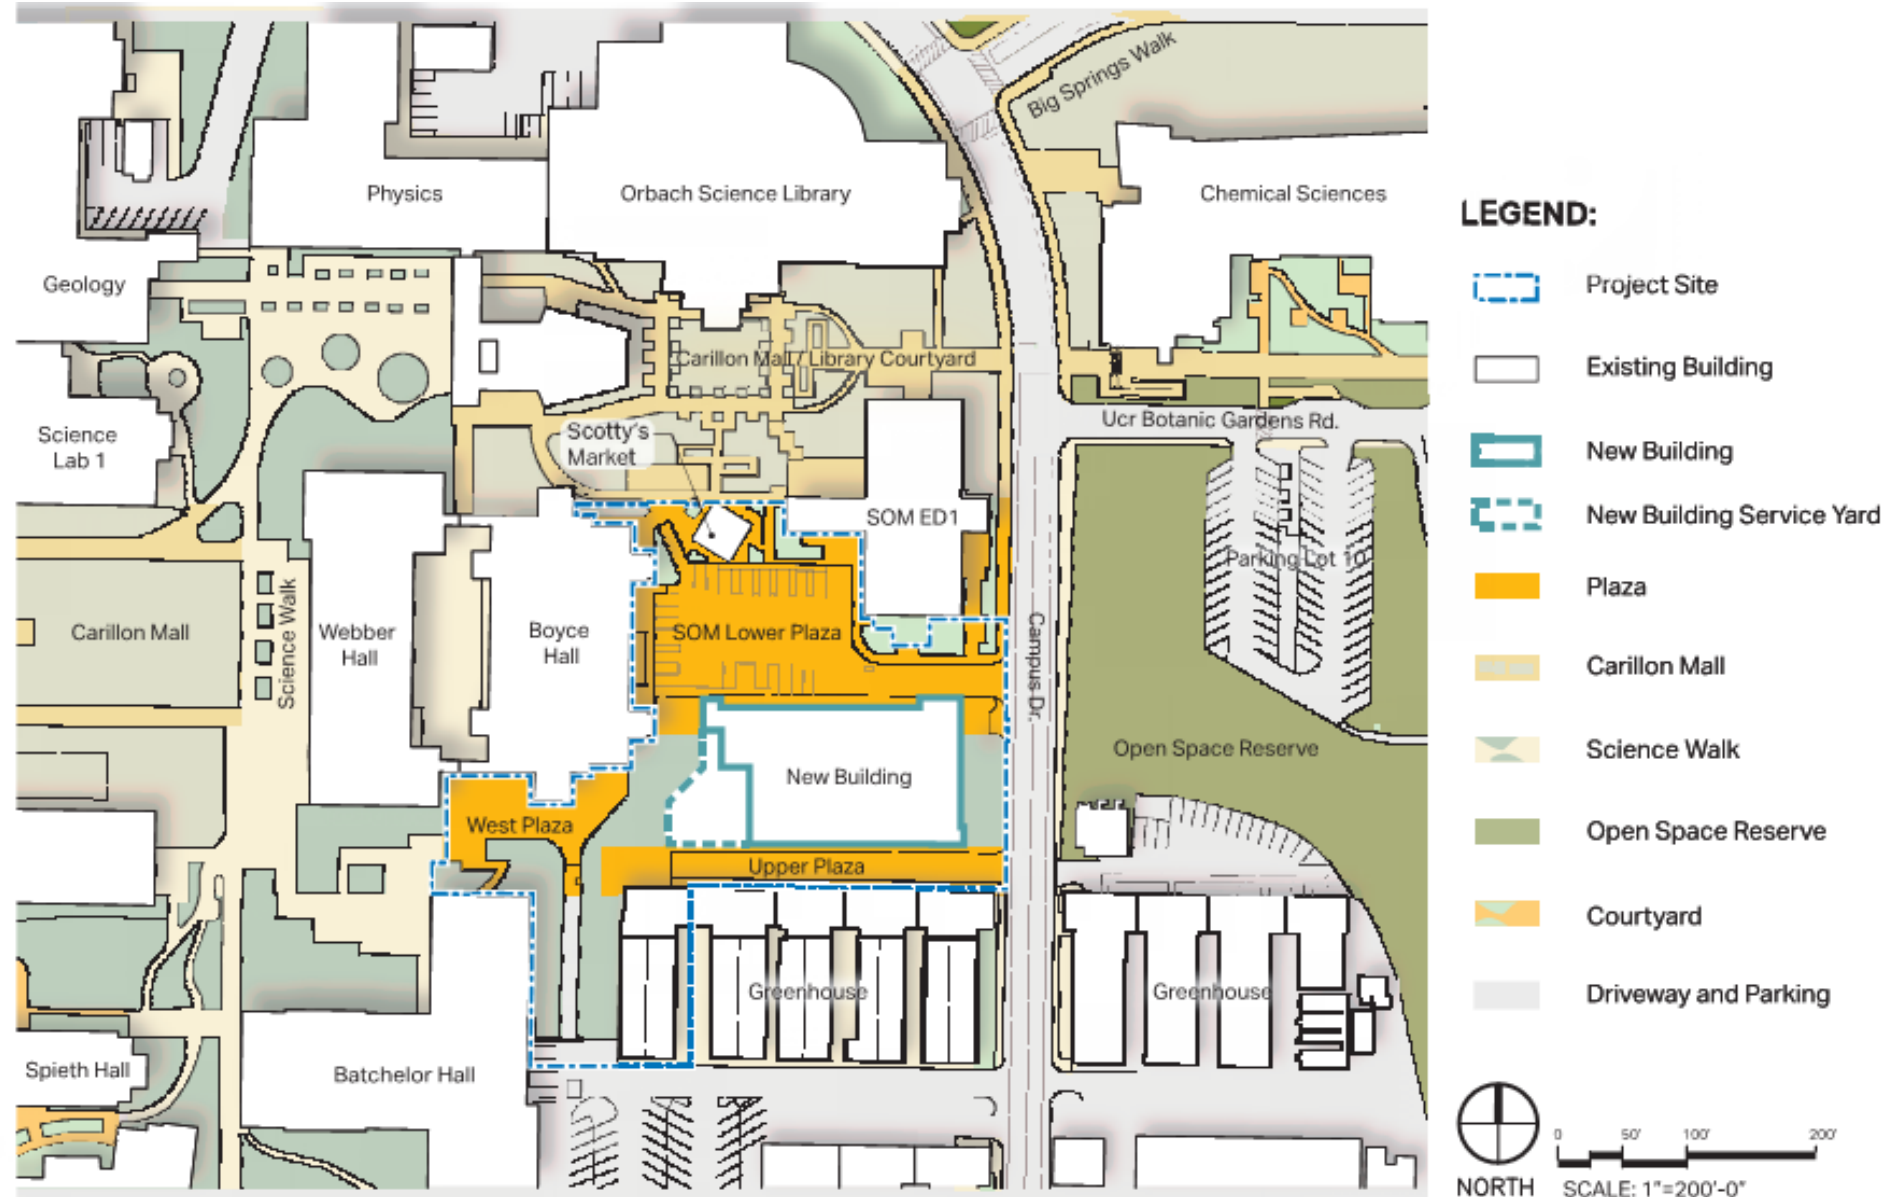 Big Springs Walk
Physics
Orbach Science Library
Chemical Sciences
Geology
Carillon Mall / Library Courtyard
Ucr Botanic Gardens Rd.
Scotty's
Market
Science
Lab 1
SOM ED1
Parking Lot 10
Carillon Mall
Science Walk
Webber
Hall
Boyce
Hall
SOM Lower Plaza
Campus Dr.
Open Space Reserve
New Building
West Plaza
Upper Plaza
Greenhouse
Greenhouse
Spieth Hall
Batchelor Hall
LEGEND:
Project Site
Existing Building
New Building
New Building Service Yard
Plaza
Carillon Mall
Science Walk
Open Space Reserve
Courtyard
Driveway and Parking
NORTH
0 50' 100' 200'
SCALE: 1"=200'-0"